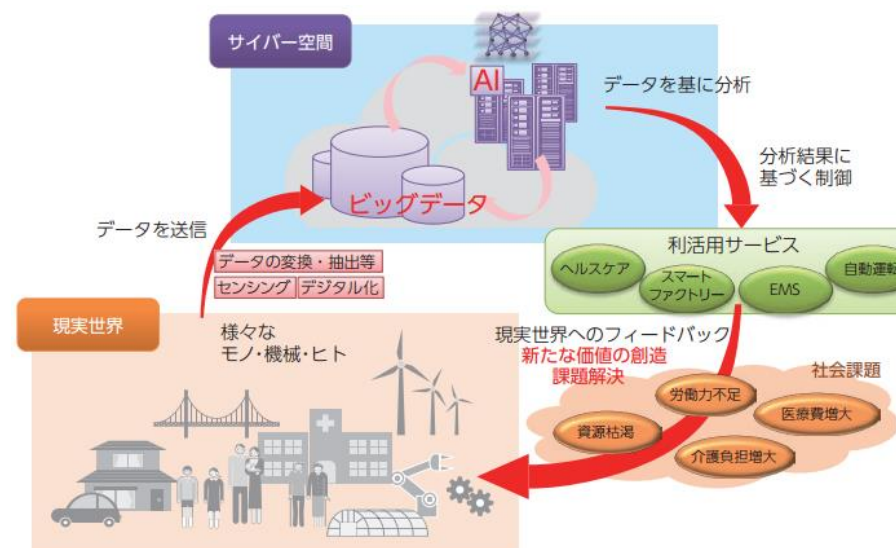 サイバー空間
AI
データを基に分析
分析結果に
基づく制御
ビッグデータ
データを送信
データの変換・抽出等
センシング
デジタル化
利活用サービス
ヘルスケア
スマート
ファクトリー
EMS
自動運転
現実世界
様々な
モノ・機械・ヒト
現実世界へのフィードバック
新たな価値の創造
課題解決
社会課題
労働力不足
医療費増大
資源枯渇
介護負担増大